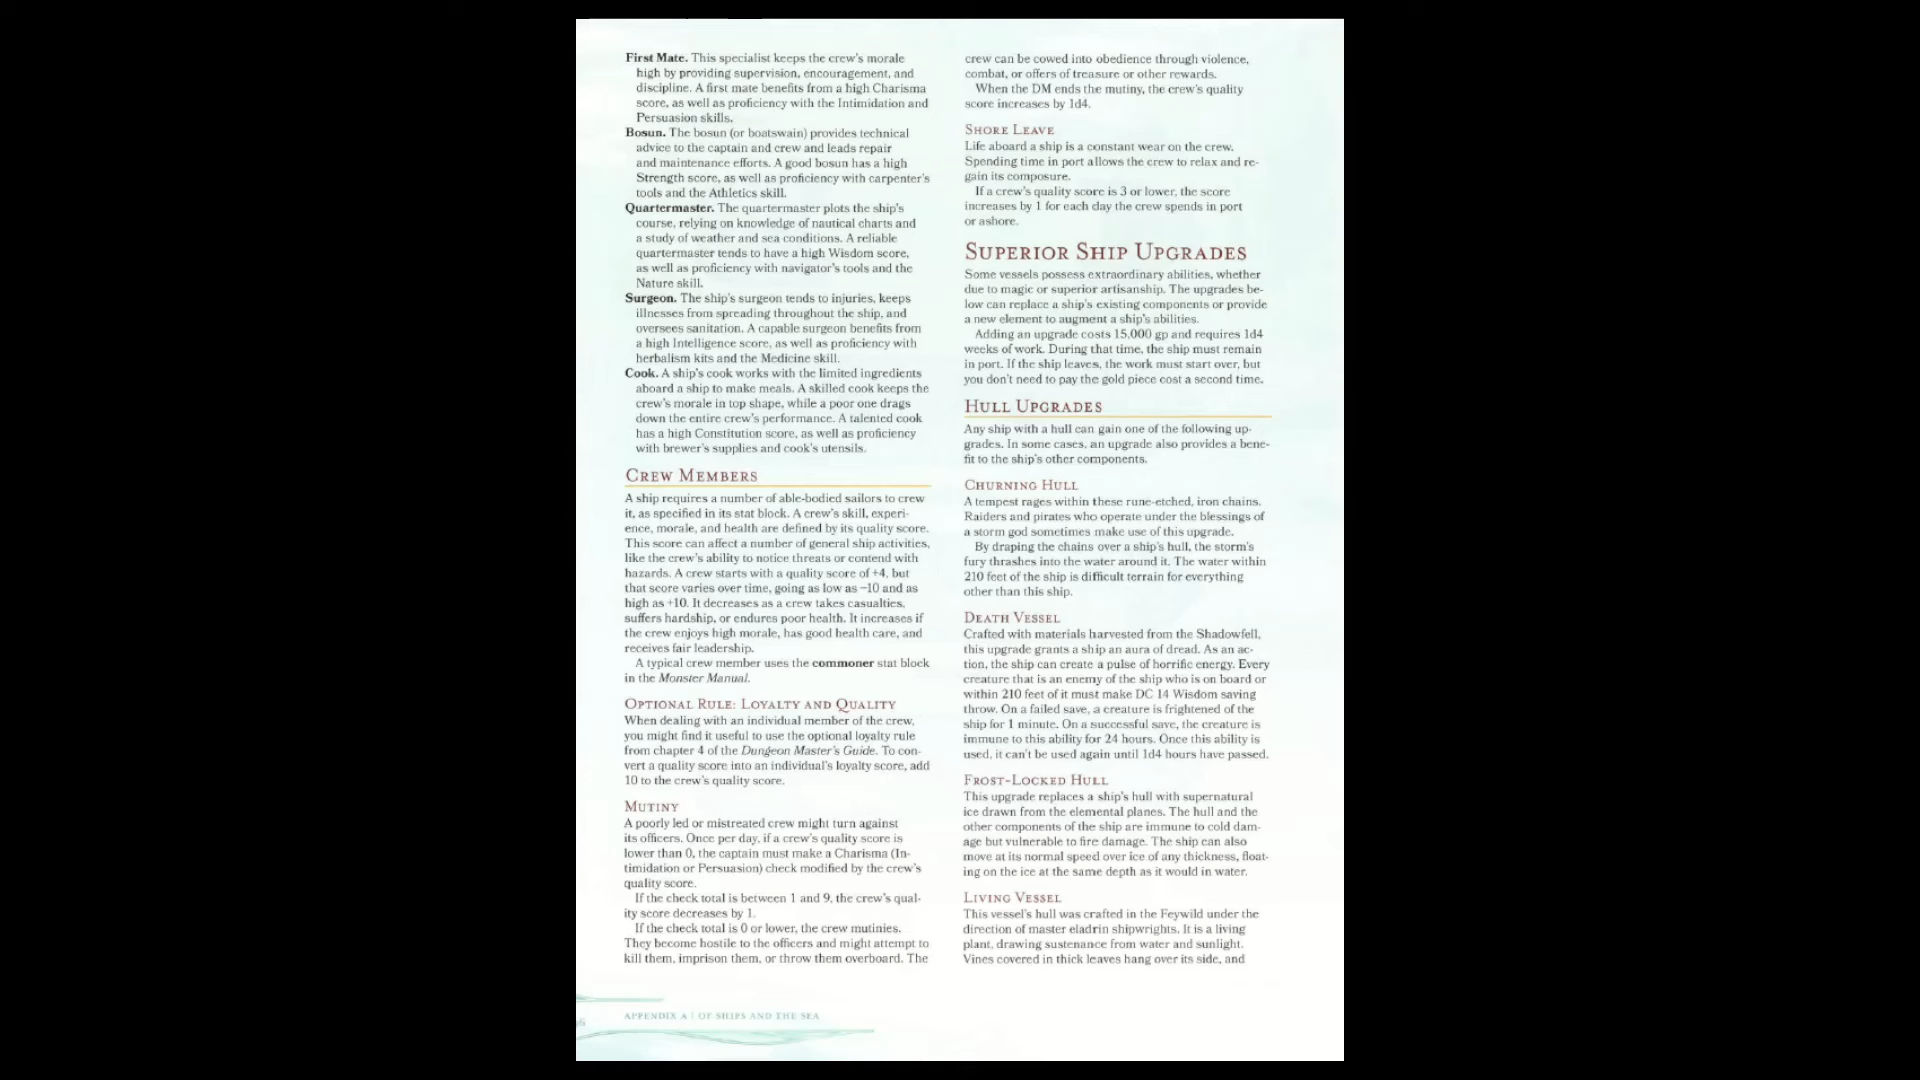 First Mate. This specialist keeps the crew's morale
high by providing supervision, encouragement, and
discipline. A first mate benefits from a high Charisma
score, as well as proficiency with the Intimidation and
Persuasion skills.
Bosun. The bosun (or boatswain) provides technical
advice to the captain and crew and leads repair
and maintenance efforts. A good bosun has a high
Strength score, as well as proficiency with carpenter's
tools and the Athletics skill.
Quartermaster. The quartermaster plots the ship's
course, relying on knowledge of nautical charts and
a study of weather and sea conditions. A reliable
quartermaster tends to have a high Wisdom score,
as well as proficiency with navigator's tools and the
Nature skill.
Surgeon. The ship's surgeon tends to injuries, keeps
illnesses from spreading throughout the ship, and
oversees sanitation. A capable surgeon benefits from
a high Intelligence score, as well as proficiency with
herbalism kits and the Medicine skill.
Cook. A ship's cook works with the limited ingredients
aboard a ship to make meals. A skilled cook keeps the
crew's morale in top shape, while a poor one drags
down the entire crew's performance. A talented cook
has a high Constitution score, as well as proficiency
with brewer's supplies and cook's utensils.
CREW MEMBERS
A ship requires a number of able-bodied sailors to crew
it, as specified in its stat block. A crew's skill, experi-
ence, morale, and health are defined by its quality score.
This score can affect a number of general ship activities,
like the crew's ability to notice threats or contend with
hazards. A crew starts with a quality score of +4, but
that score varies over time, going as low as −10 and as
high as +10. It decreases as a crew takes casualties,
suffers hardship, or endures poor health. It increases if
the crew enjoys high morale, has good health care, and
receives fair leadership.
A typical crew member uses the commoner stat block
in the Monster Manual.
OPTIONAL RULE: LOYALTY AND QUALITY
When dealing with an individual member of the crew,
you might find it useful to use the optional loyalty rule
from chapter 4 of the Dungeon Master's Guide. To con-
vert a quality score into an individual's loyalty score, add
10 to the crew's quality score.
MUTINY
A poorly led or mistreated crew might turn against
its officers. Once per day, if a crew's quality score is
lower than 0, the captain must make a Charisma (In-
timidation or Persuasion) check modified by the crew's
quality score.
If the check total is between 1 and 9, the crew's qual-
ity score decreases by 1.
If the check total is 0 or lower, the crew mutinies.
They become hostile to the officers and might attempt to
kill them, imprison them, or throw them overboard. The
crew can be cowed into obedience through violence,
combat, or offers of treasure or other rewards.
When the DM ends the mutiny, the crew's quality
score increases by 1d4.
SHORE LEAVE
Life aboard a ship is a constant wear on the crew.
Spending time in port allows the crew to relax and re-
gain its composure.
If a crew's quality score is 3 or lower, the score
increases by 1 for each day the crew spends in port
or ashore.
SUPERIOR SHIP UPGRADES
Some vessels possess extraordinary abilities, whether
due to magic or superior artisanship. The upgrades be-
low can replace a ship's existing components or provide
a new element to augment a ship's abilities.
Adding an upgrade costs 15,000 gp and requires 1d4
weeks of work. During that time, the ship must remain
in port. If the ship leaves, the work must start over, but
you don't need to pay the gold piece cost a second time.
HULL UPGRADES
Any ship with a hull can gain one of the following up-
grades. In some cases, an upgrade also provides a bene-
fit to the ship's other components.
CHURNING HULL
A tempest rages within these rune-etched, iron chains.
Raiders and pirates who operate under the blessings of
a storm god sometimes make use of this upgrade.
By draping the chains over a ship's hull, the storm's
fury thrashes into the water around it. The water within
210 feet of the ship is difficult terrain for everything
other than this ship.
DEATH VESSEL
Crafted with materials harvested from the Shadowfell,
this upgrade grants a ship an aura of dread. As an ac-
tion, the ship can create a pulse of horrific energy. Every
creature that is an enemy of the ship who is on board or
within 210 feet of it must make DC 14 Wisdom saving
throw. On a failed save, a creature is frightened of the
ship for 1 minute. On a successful save, the creature is
immune to this ability for 24 hours. Once this ability is
used, it can't be used again until 1d4 hours have passed.
FROST-LOCKED HULL
This upgrade replaces a ship's hull with supernatural
ice drawn from the elemental planes. The hull and the
other components of the ship are immune to cold dam-
age but vulnerable to fire damage. The ship can also
move at its normal speed over ice of any thickness, float-
ing on the ice at the same depth as it would in water.
LIVING VESSEL
This vessel's hull was crafted in the Feywild under the
direction of master eladrin shipwrights. It is a living
plant, drawing sustenance from water and sunlight.
Vines covered in thick leaves hang over its side, and
APPENDIX A | OF SHIPS AND THE SEA